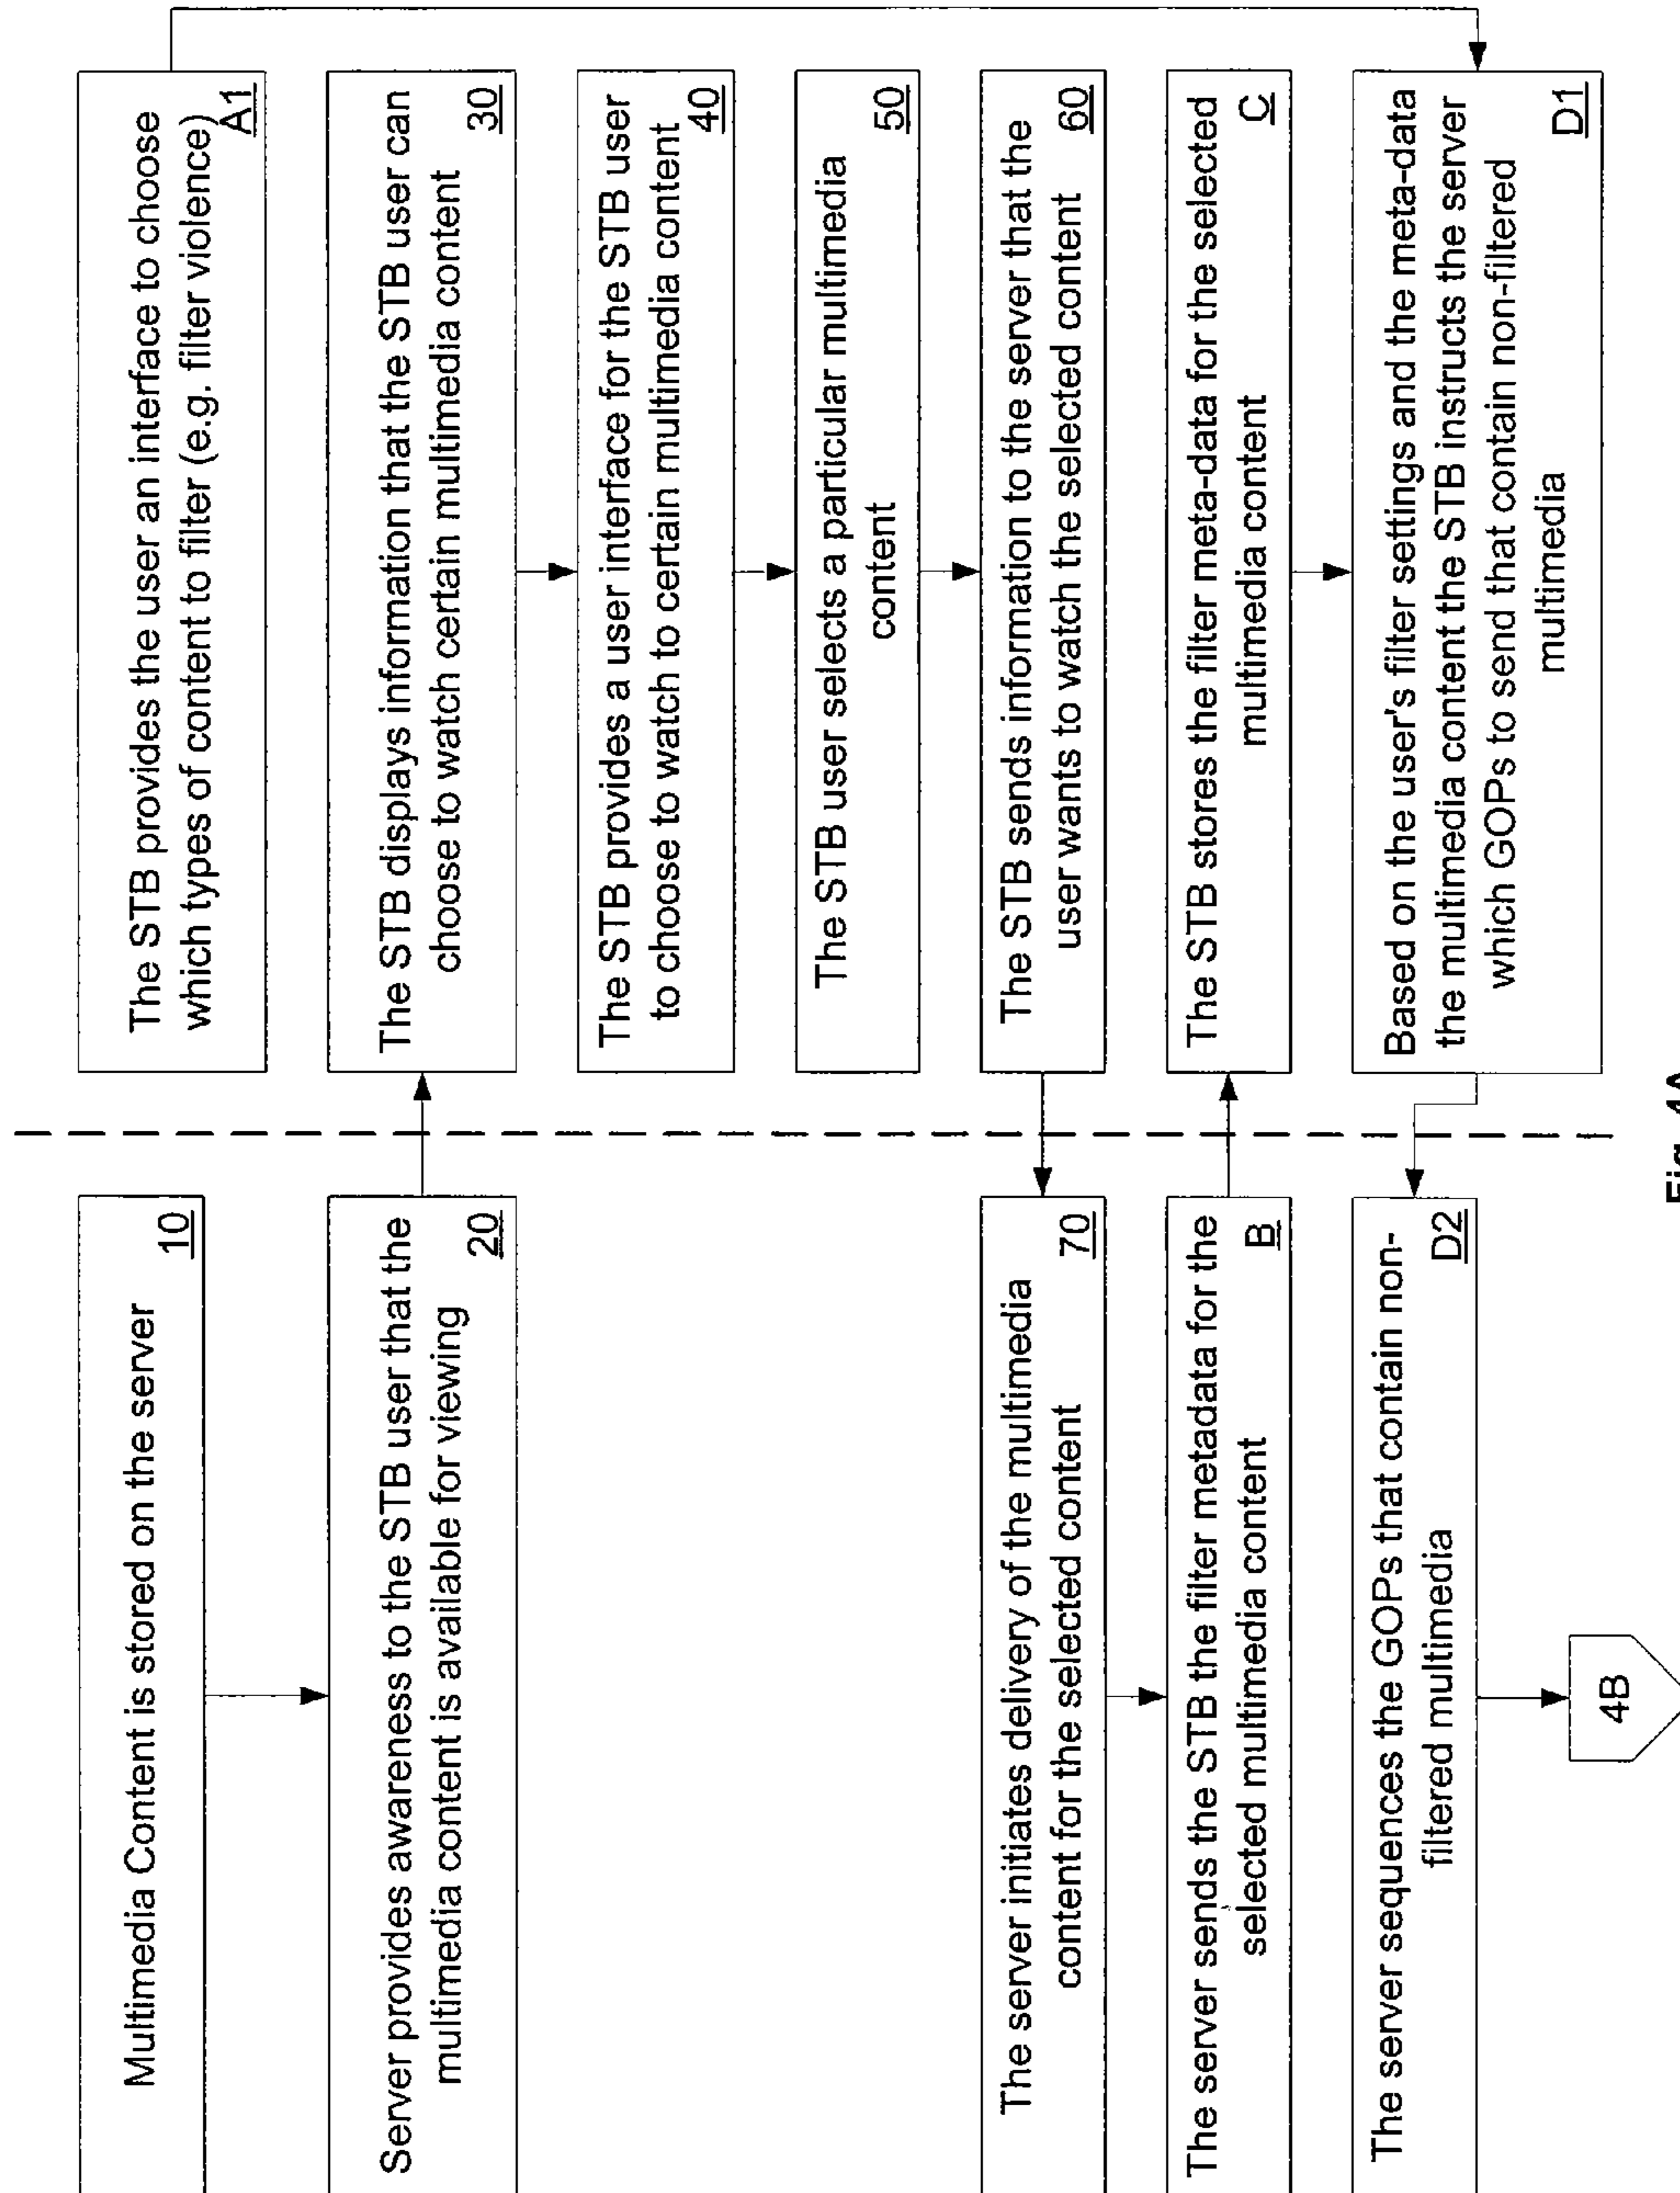 Multimedia Content is stored on the server
10
Server provides awareness to the STB user that the
multimedia content is available for viewing
20
The server initiates delivery of the multimedia
content for the selected content
70
The server sends the STB the filter metadata for the
selected multimedia content
B
The server sequences the GOPs that contain non-
filtered multimedia
D2
4B
The STB provides the user an interface to choose
which types of content to filter (e.g. filter violence)
A1
The STB displays information that the STB user can
choose to watch certain multimedia content
30
The STB provides a user interface for the STB user
to choose to watch to certain multimedia content
40
The STB user selects a particular multimedia
content
50
The STB sends information to the server that the
user wants to watch the selected content
60
The STB stores the filter meta-data for the selected
multimedia content
C
Based on the user's filter settings and the meta-data
the multimedia content the STB instructs the server
which GOPs to send that contain non-filtered
multimedia
D1
Fig. 4A